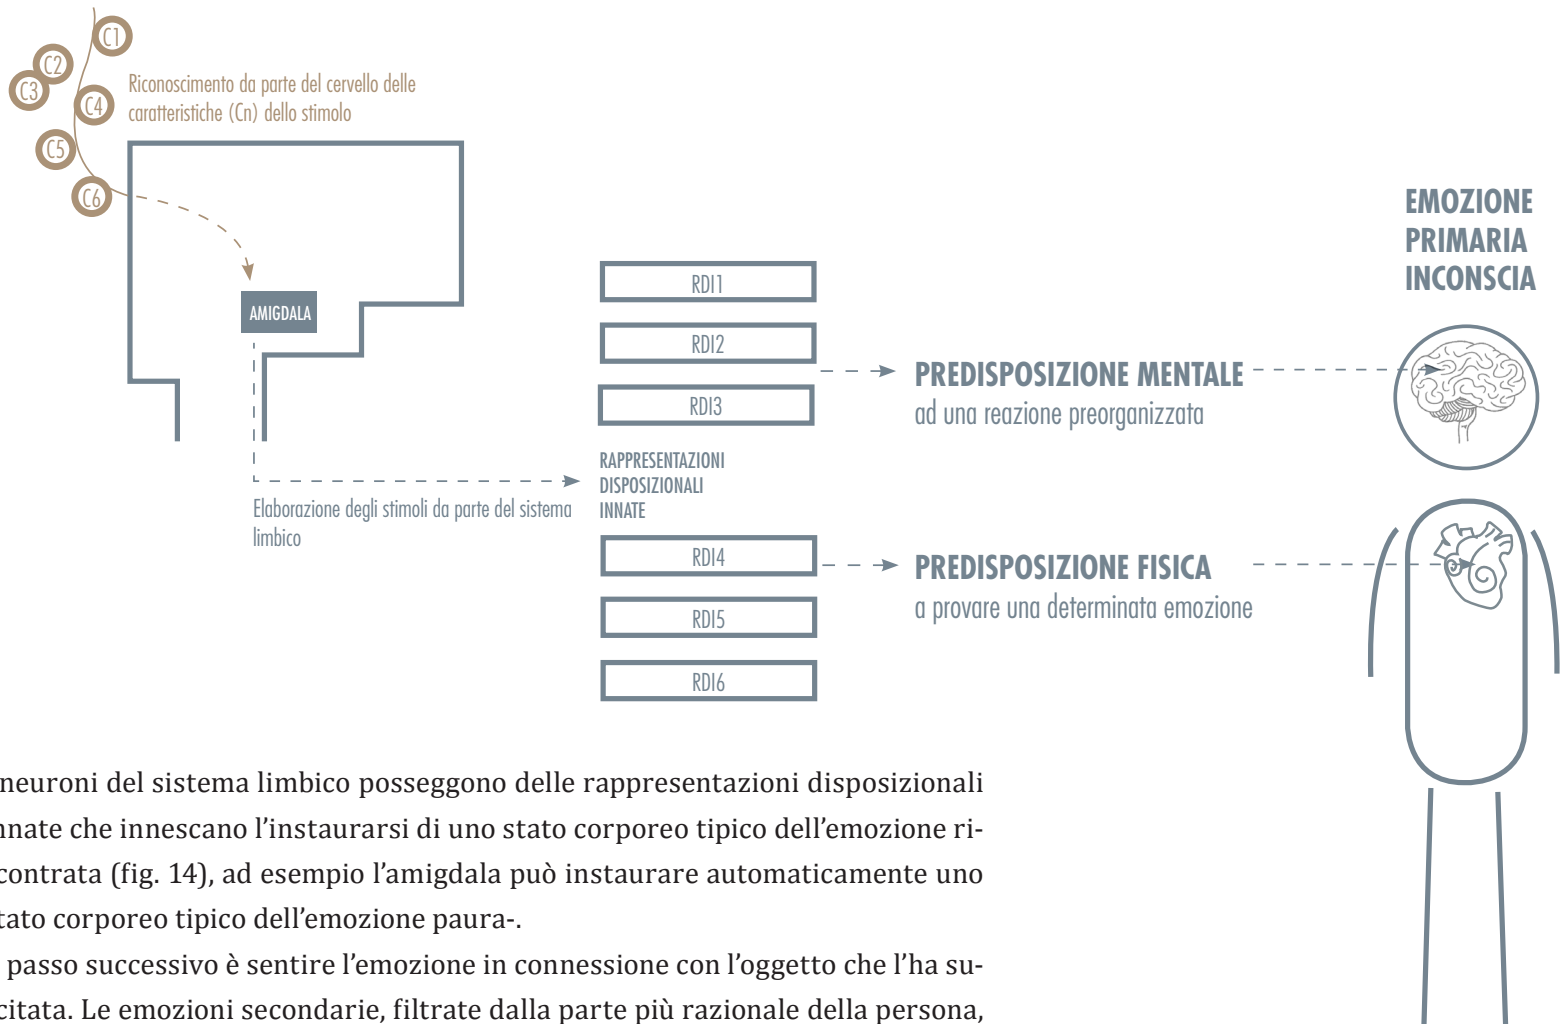 C1
C2
C3
C4
C5
C6
Riconoscimento da parte del cervello delle
caratteristiche (Cn) dello stimolo
AMIGDALA
Elaborazione degli stimoli da parte del sistema
limbico
RDI1
RDI2
RDI3
RAPPRESENTAZIONI
DISPOSIZIONALI
INNATE
RDI4
RDI5
RDI6
PREDISPOSIZIONE MENTALE
ad una reazione preorganizzata
PREDISPOSIZIONE FISICA
a provare una determinata emozione
EMOZIONE
PRIMARIA
INCONSCIA
neuroni del sistema limbico posseggono delle rappresentazioni disposizionali
nnate che innescano l’instaurarsi di uno stato corporeo tipico dell’emozione ri-
contrata (fig. 14), ad esempio l’amigdala può instaurare automaticamente uno
tato corporeo tipico dell’emozione paura-.
passo successivo è sentire l’emozione in connessione con l’oggetto che l’ha su-
citata. Le emozioni secondarie, filtrate dalla parte più razionale della persona,